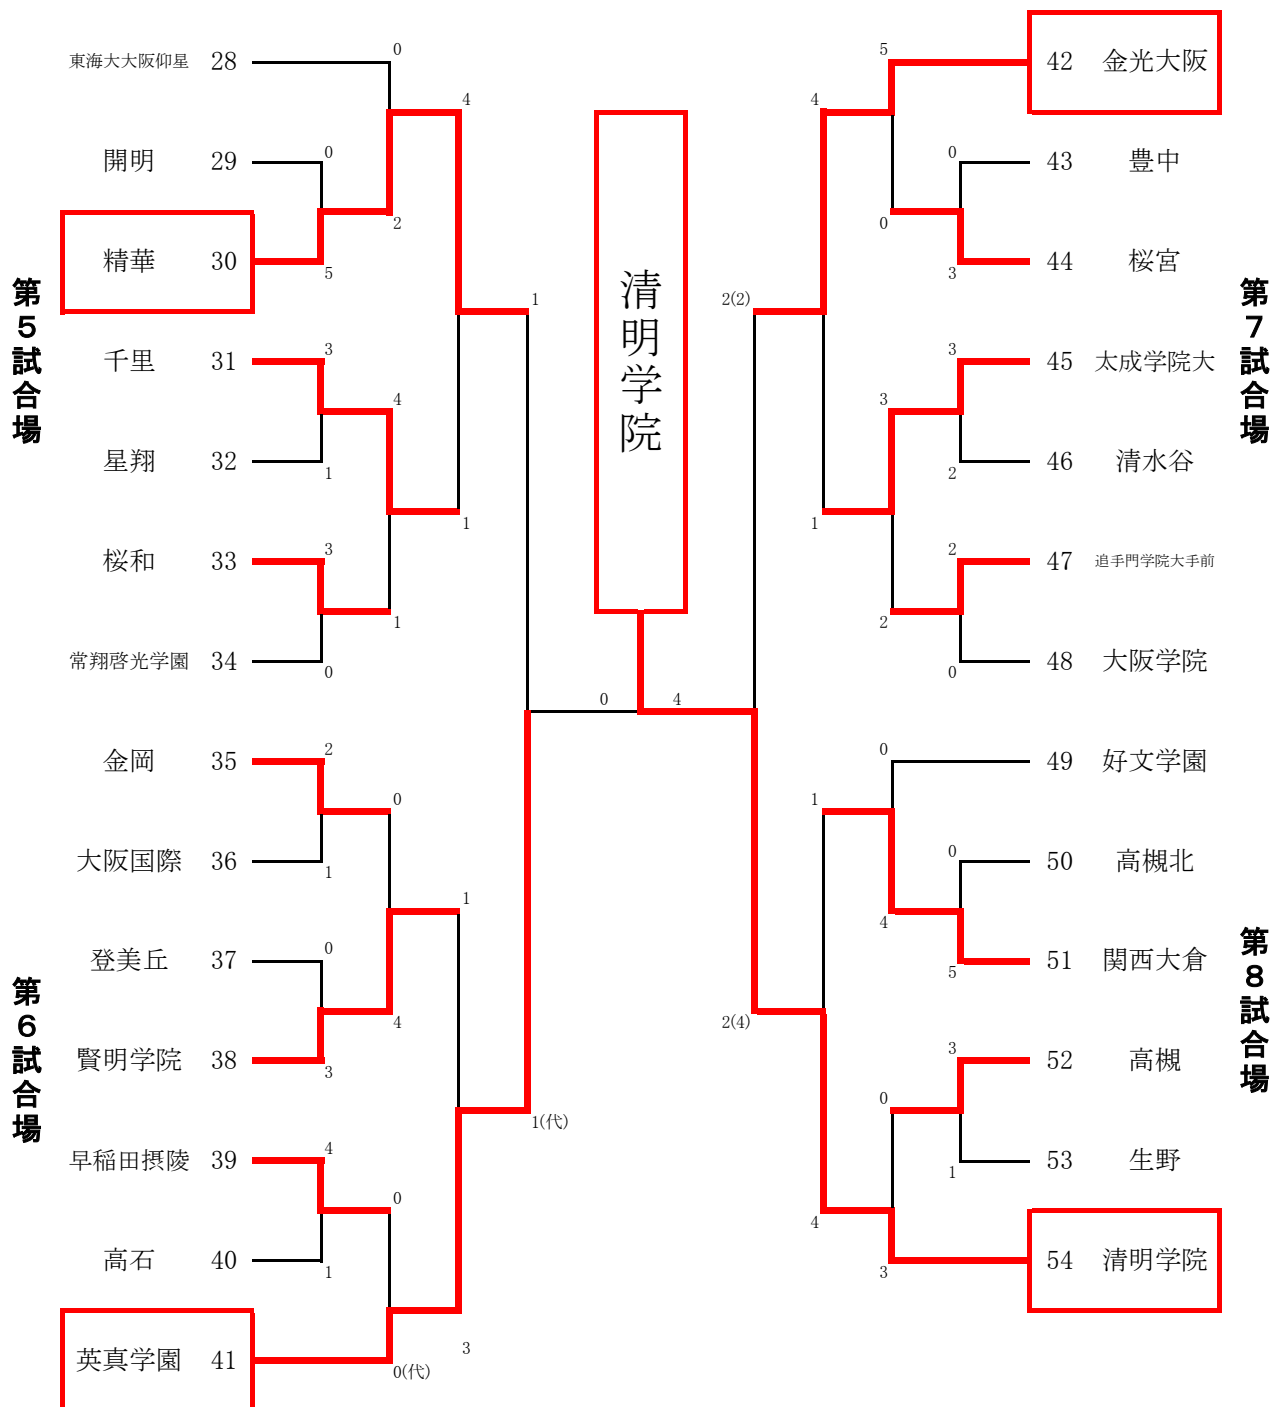 東海大大阪仰星 28
0
開明 29
0
精華 30
5
2
4
千里 31
3
星翔 32
1
4
桜和 33
3
常翔啓光学園 34
0
1
1
1
第5試合場
金岡 35
2
大阪国際 36
1
0
登美丘 37
0
賢明学院 38
3
4
1
早稲田摂陵 39
4
高石 40
1
0
英真学園 41
0(代)
3
1(代)
第6試合場
清明学院
0 4
5
42 金光大阪
4
0
43 豊中
0
3
44 桜宮
2(2)
3
45 太成学院大
3
2
46 清水谷
1
2
47 追手門学院大手前
2
0
48 大阪学院
第7試合場
0
49 好文学園
1
0
50 高槻北
4
5
51 関西大倉
2(4)
3
52 高槻
0
1
53 生野
4
3
54 清明学院
第8試合場